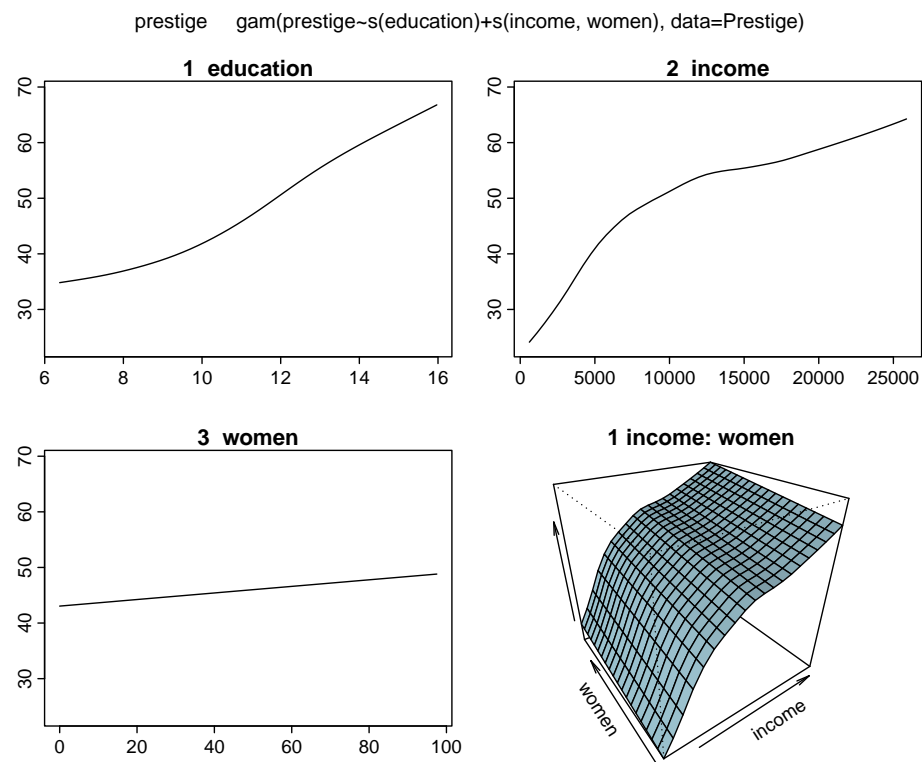 prestige gam(prestige~s(education)+s(income, women), data=Prestige)
1 education
70
60
50
40
30
6 8 10 12 14 16
2 income
70
60
50
40
30
0 5000 10000 15000 20000 25000
3 women
70
60
50
40
30
0 20 40 60 80 100
1 income: women
women
income